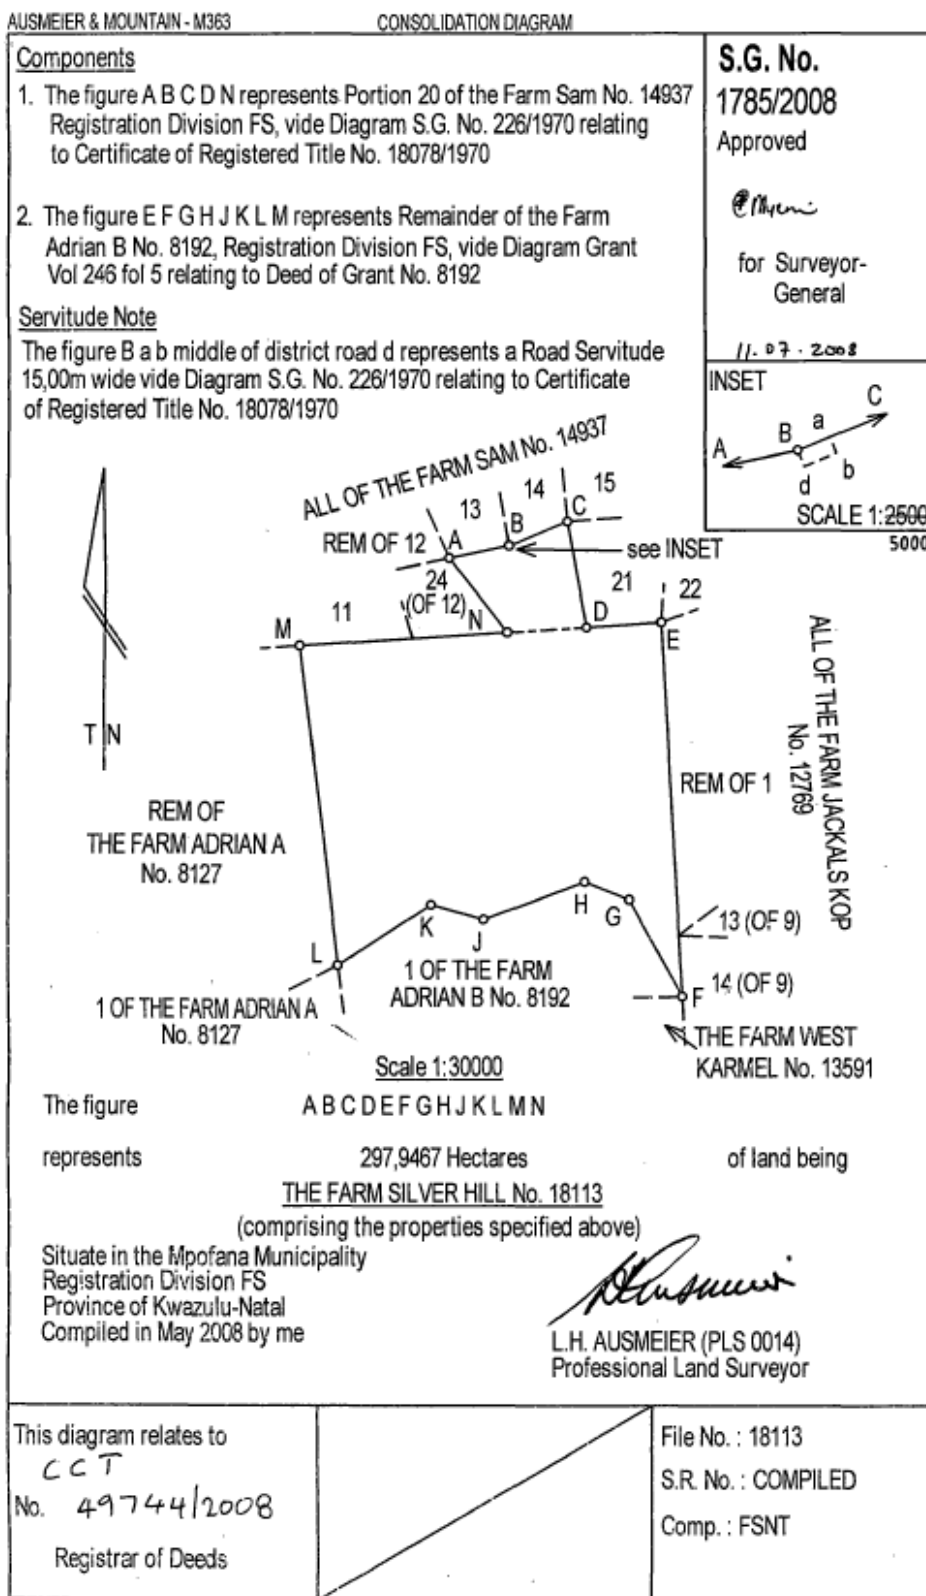 AUSMEIER & MOUNTAIN - M363
CONSOLIDATION DIAGRAM
Components
1. The figure A B C D N represents Portion 20 of the Farm Sam No. 14937
Registration Division FS, vide Diagram S.G. No. 226/1970 relating
to Certificate of Registered Title No. 18078/1970
2. The figure E F G H J K L M represents Remainder of the Farm
Adrian B No. 8192, Registration Division FS, vide Diagram Grant
Vol 246 fol 5 relating to Deed of Grant No. 8192
Servitude Note
The figure B a b middle of district road d represents a Road Servitude
15,00m wide vide Diagram S.G. No. 226/1970 relating to Certificate
of Registered Title No. 18078/1970
S.G. No.
1785/2008
Approved
for Surveyor-
General
11.07.2008
INSET
C
a
B
A
b
d
SCALE 1:2500
5000
ALL OF THE FARM SAM No. 14937
13
14
15
REM OF 12
A
B
C
see INSET
24
(OF 12)
21
22
11
M
N
D
E
T N
ALL OF THE FARM JACKALS KOP
No. 12769
REM OF 1
REM OF
THE FARM ADRIAN A
No. 8127
K
J
H
G
13 (OF 9)
L
1 OF THE FARM
ADRIAN B No. 8192
14 (OF 9)
F
1 OF THE FARM ADRIAN A
No. 8127
THE FARM WEST
KARMEL No. 13591
Scale 1:30000
The figure A B C D E F G H J K L M N
represents 297,9467 Hectares of land being
THE FARM SILVER HILL No. 18113
(comprising the properties specified above)
Situate in the Mpofana Municipality
Registration Division FS
Province of Kwazulu-Natal
Compiled in May 2008 by me
L.H. AUSMEIER (PLS 0014)
Professional Land Surveyor
This diagram relates to
CCT
No. 49744/2008
Registrar of Deeds
File No. : 18113
S.R. No. : COMPILED
Comp. : FSNT